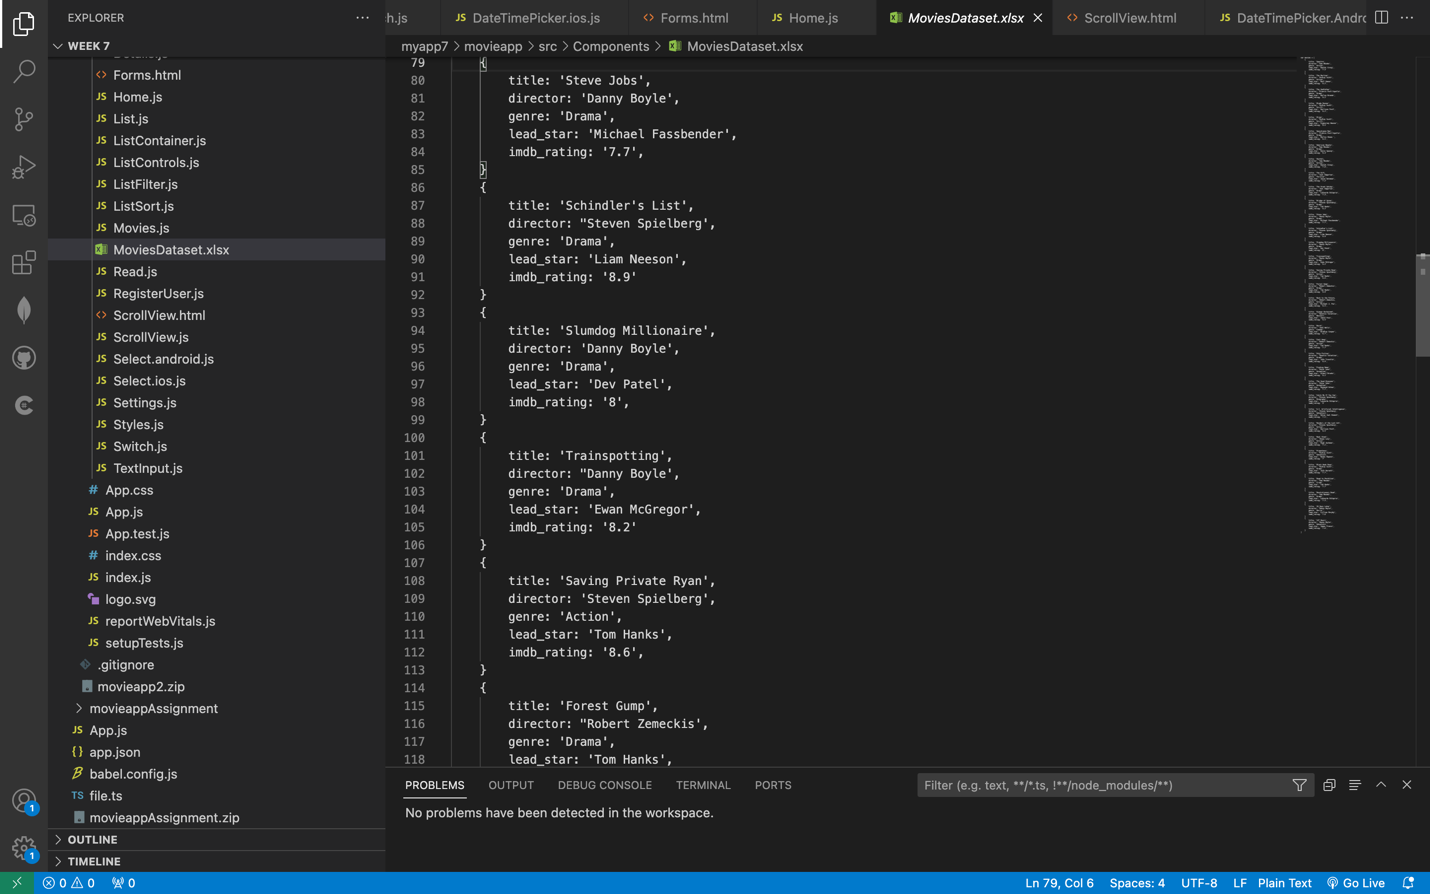 EXPLORER
WEEK 7
Forms.html
Home.js
List.js
ListContainer.js
ListControls.js
ListFilter.js
ListSort.js
Movies.js
MoviesDataset.xlsx
Read.js
RegisterUser.js
ScrollView.html
ScrollView.js
Select.android.js
Select.ios.js
Settings.js
Styles.js
Switch.js
TextInput.js
App.css
App.js
App.test.js
index.css
index.js
logo.svg
reportWebVitals.js
setupTests.js
.gitignore
movieapp2.zip
movieappAssignment
App.js
app.json
babel.config.js
file.ts
movieappAssignment.zip
OUTLINE
TIMELINE
h.js DateTimePicker.ios.js Forms.html Home.js MoviesDataset.xlsx ScrollView.html DateTimePicker.Andro
myapp7 > movieapp > src > Components > MoviesDataset.xlsx
79 {
80 title: 'Steve Jobs',
81 director: 'Danny Boyle',
82 genre: 'Drama',
83 lead_star: 'Michael Fassbender',
84 imdb_rating: '7.7',
85 }
86 {
87 title: 'Schindler's List',
88 director: "Steven Spielberg',
89 genre: 'Drama',
90 lead_star: 'Liam Neeson',
91 imdb_rating: '8.9'
92 }
93 {
94 title: 'Slumdog Millionaire',
95 director: 'Danny Boyle',
96 genre: 'Drama',
97 lead_star: 'Dev Patel',
98 imdb_rating: '8',
99 }
100 {
101 title: 'Trainspotting',
102 director: "Danny Boyle',
103 genre: 'Drama',
104 lead_star: 'Ewan McGregor',
105 imdb_rating: '8.2'
106 }
107 {
108 title: 'Saving Private Ryan',
109 director: 'Steven Spielberg',
110 genre: 'Action',
111 lead_star: 'Tom Hanks',
112 imdb_rating: '8.6',
113 }
114 {
115 title: 'Forest Gump',
116 director: "Robert Zemeckis',
117 genre: 'Drama',
118 lead_star: 'Tom Hanks',
PROBLEMS OUTPUT DEBUG CONSOLE TERMINAL PORTS Filter (e.g. text, **/*.ts, !**/node_modules/**)
No problems have been detected in the workspace.
1
1
0 0 0 Ln 79, Col 6 Spaces: 4 UTF-8 LF Plain Text Go Live